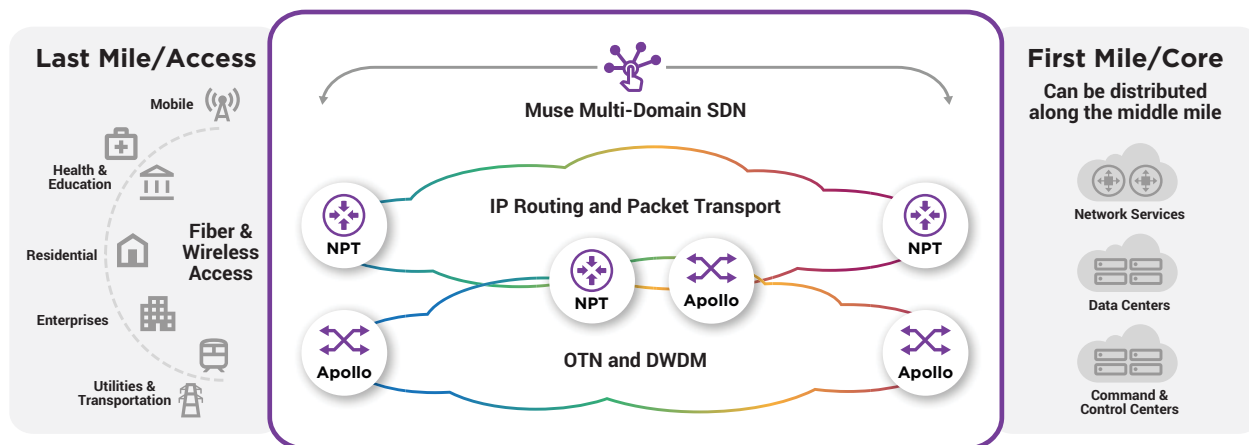 Last Mile/Access
Mobile
Health &
Education
Residential
Fiber &
Wireless
Access
Enterprises
Utilities &
Transportation
Muse Multi-Domain SDN
IP Routing and Packet Transport
NPT
NPT
NPT
Apollo
Apollo
OTN and DWDM
Apollo
First Mile/Core
Can be distributed
along the middle mile
Network Services
Data Centers
Command &
Control Centers